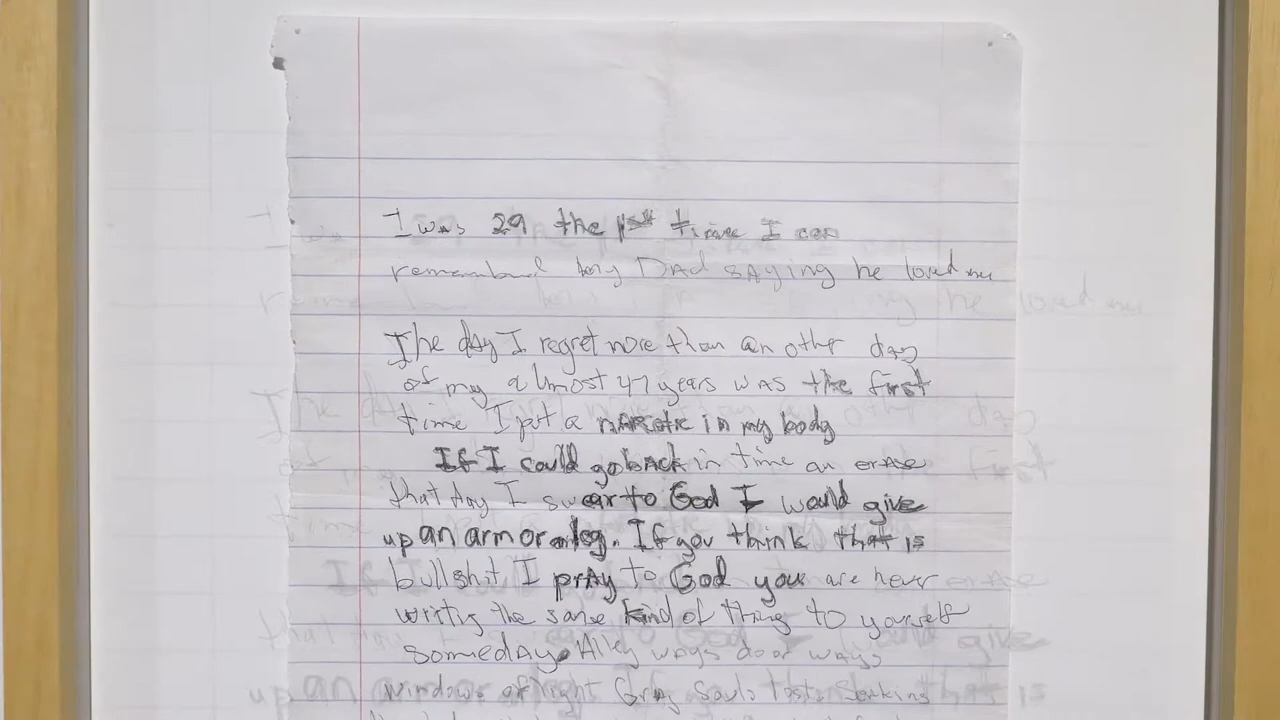 I was 29 the 1st time I can
remember my DAD SAYING he loved me
The dAy I regret more than an other day
of my almost 47 years WAS the first
time I put a NARcotic in my body
If I could go bAck in time an erAse
that day I swear to God I would give
up an arm or a leg. If you think that is
bullshit I prAy to God you are never
writing the same kind of thing to yourself
somedAy. Alley ways door ways
windows of light Gray souls lost